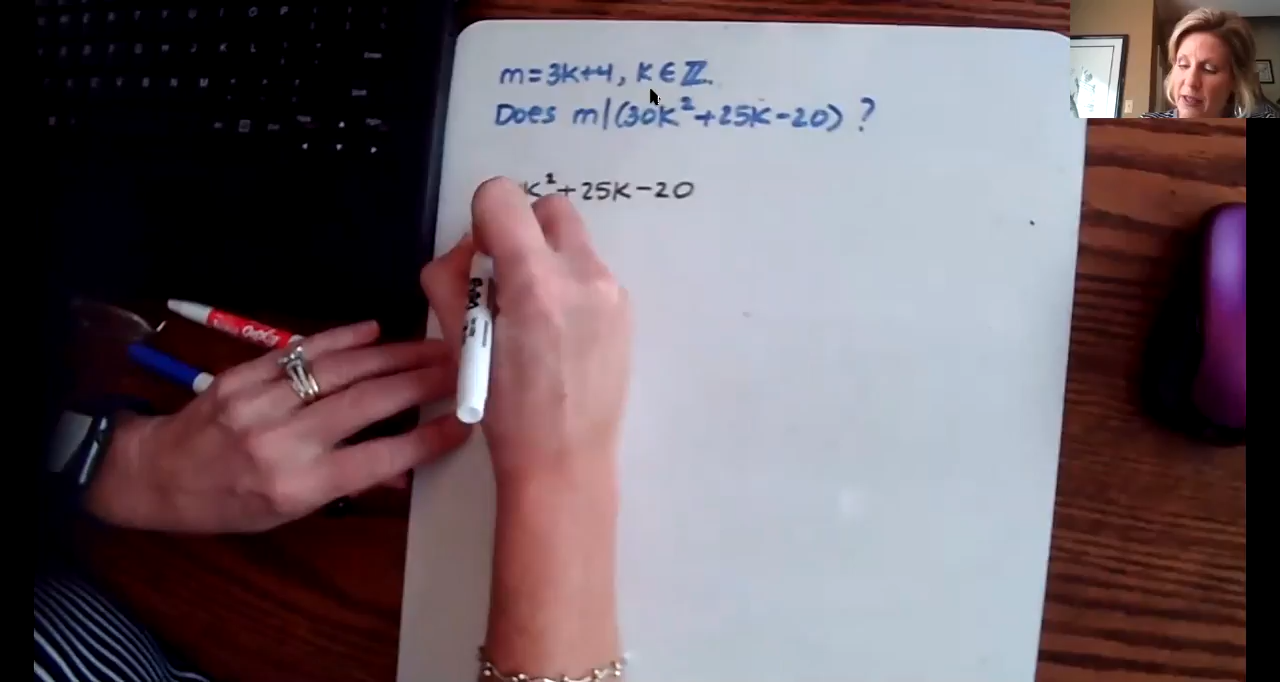 m=3k+4, k∈ℤ.
Does m|(30k²+25k-20) ?
k²+25k-20